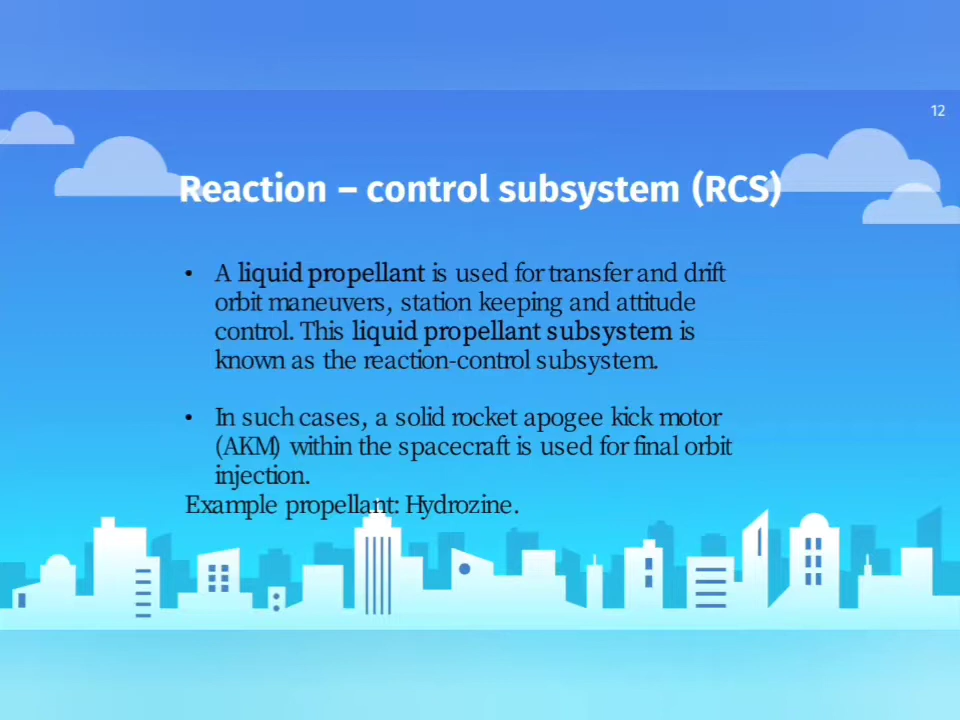 12
Reaction – control subsystem (RCS)
• A liquid propellant is used for transfer and drift
orbit maneuvers, station keeping and attitude
control. This liquid propellant subsystem is
known as the reaction-control subsystem.
• In such cases, a solid rocket apogee kick motor
(AKM) within the spacecraft is used for final orbit
injection.
Example propellant: Hydrozine.